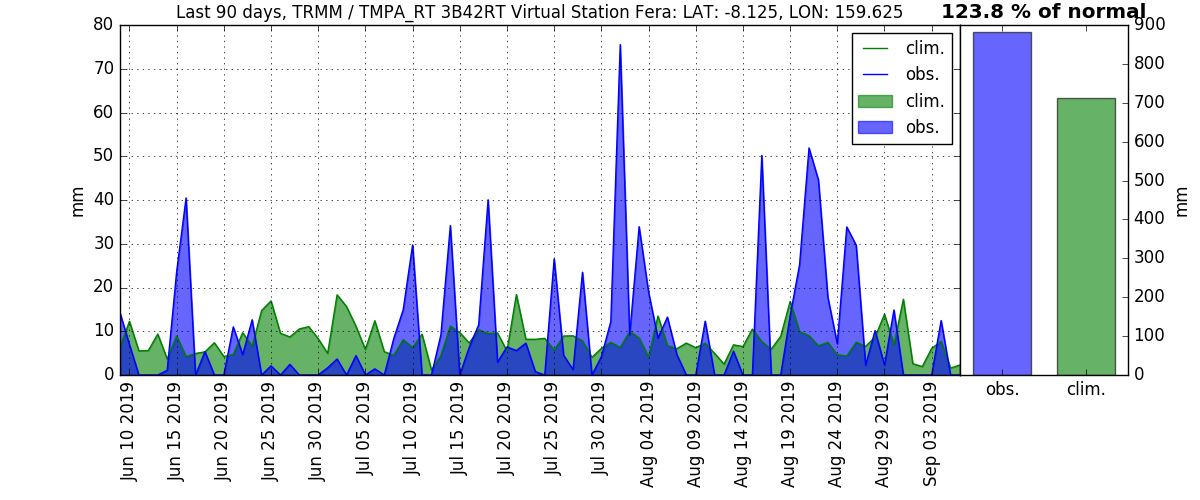 Last 90 days, TRMM / TMPA_RT 3B42RT Virtual Station Fera: LAT: -8.125, LON: 159.625
123.8 % of normal
80
70
60
50
40
30
20
10
0
mm
clim.
obs.
clim.
obs.
900
800
700
600
500
400
300
200
100
0
mm
obs.
clim.
Jun 10 2019
Jun 15 2019
Jun 20 2019
Jun 25 2019
Jun 30 2019
Jul 05 2019
Jul 10 2019
Jul 15 2019
Jul 20 2019
Jul 25 2019
Jul 30 2019
Aug 04 2019
Aug 09 2019
Aug 14 2019
Aug 19 2019
Aug 24 2019
Aug 29 2019
Sep 03 2019